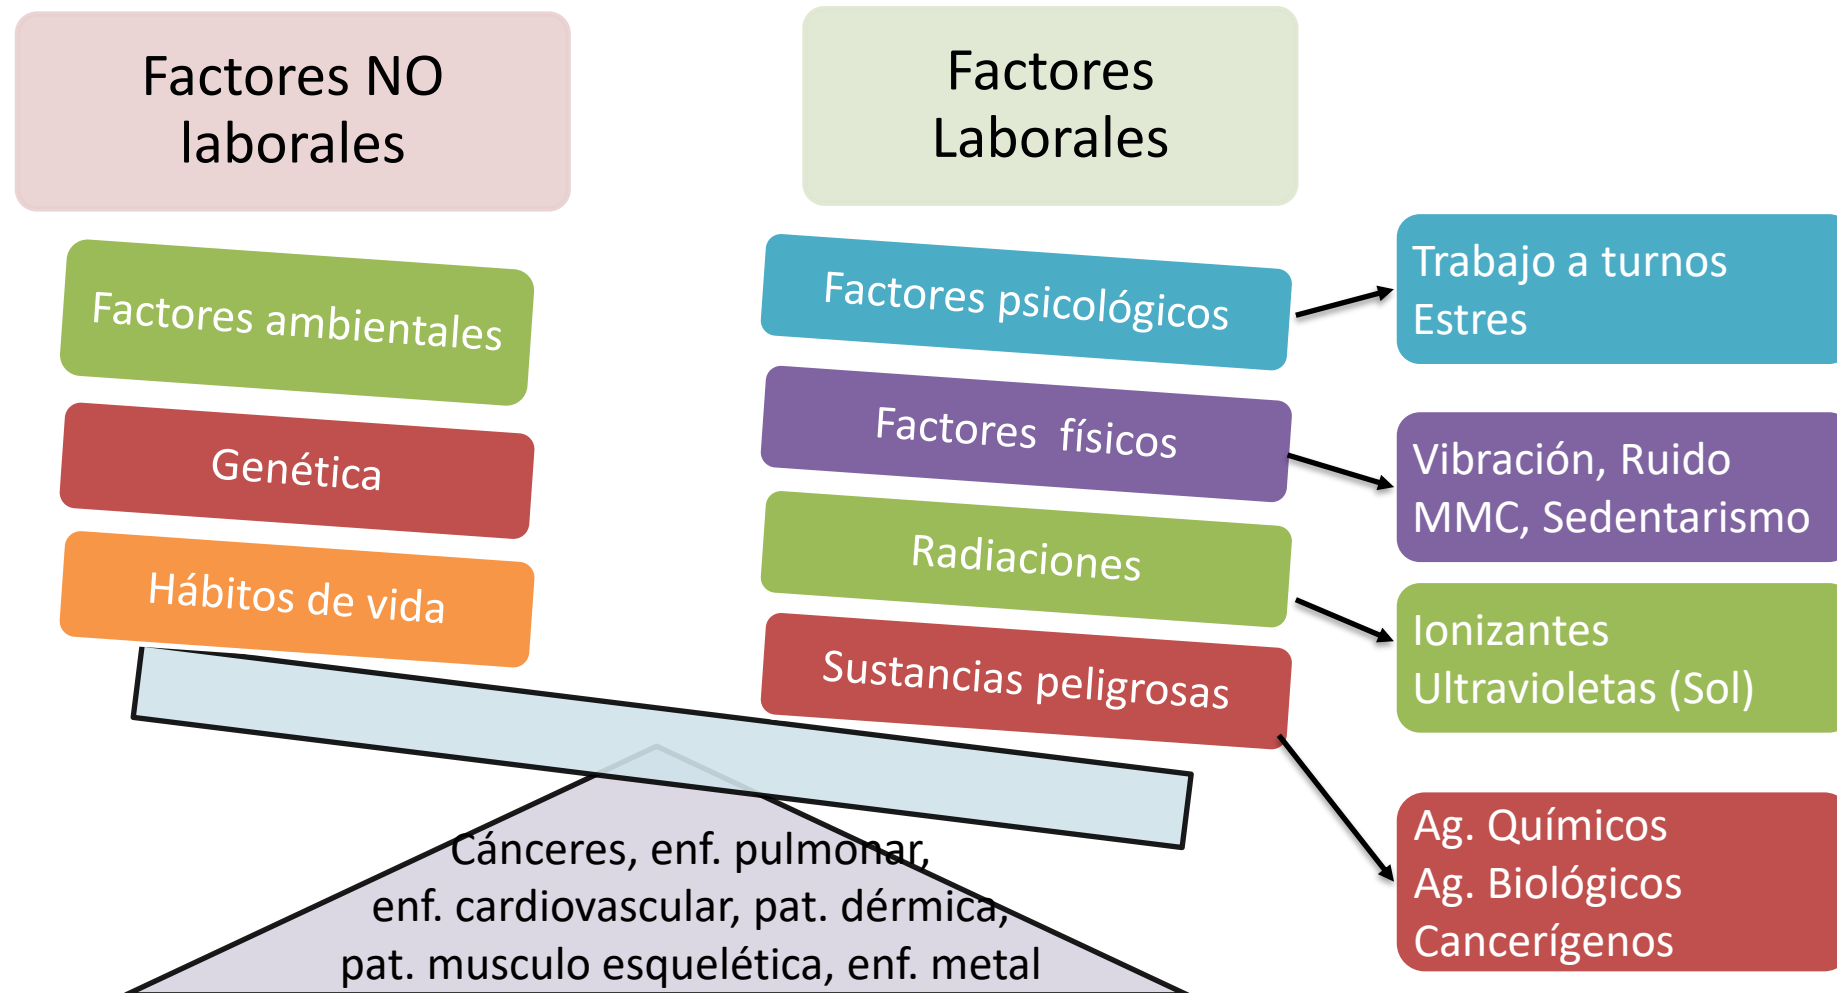 Factores NO
laborales
Factores ambientales
Genética
Hábitos de vida
Factores
Laborales
Factores psicológicos
Factores  físicos
Radiaciones
Sustancias peligrosas
Trabajo a turnos
Estres
Vibración, Ruido
MMC, Sedentarismo
Ionizantes
Ultravioletas (Sol)
Ag. Químicos
Ag. Biológicos
Cancerígenos
Cánceres, enf. pulmonar,
enf. cardiovascular, pat. dérmica,
pat. musculo esquelética, enf. metal